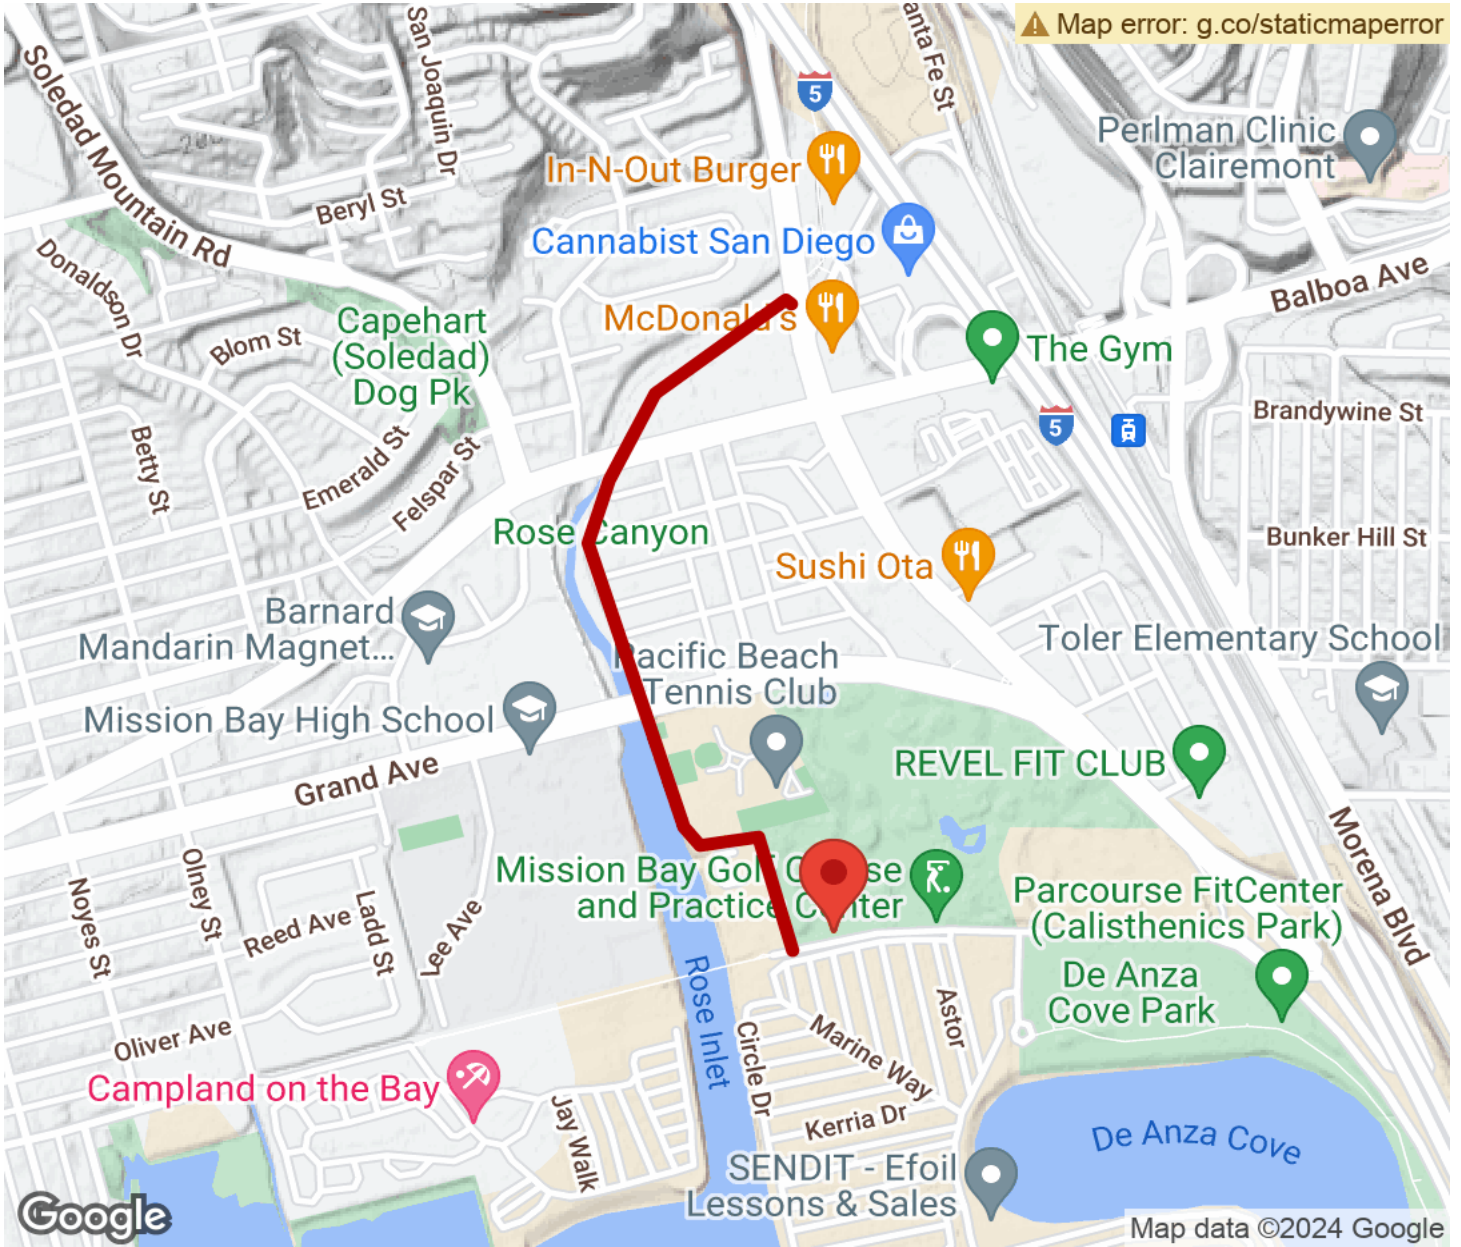 Map error: g.co/staticmaperror
San Joaquin Dr
Santa Fe St
Soledad Mountain Rd
5
Perlman Clinic
Clairemont
In-N-Out Burger
Beryl St
Cannabist San Diego
Donaldson Dr
Balboa Ave
McDonald's
Capehart
(Soledad)
Dog Pk
Blom St
The Gym
5
Brandywine St
Betty St
Emerald St
Felspar St
Rose Canyon
Bunker Hill St
Sushi Ota
Barnard
Mandarin Magnet...
Toler Elementary School
Pacific Beach
Tennis Club
Mission Bay High School
REVEL FIT CLUB
Grand Ave
Morena Blvd
Mission Bay Golf Course
and Practice Center
Parcourse FitCenter
(Calisthenics Park)
Noyes St
Olney St
Reed Ave
Ladd St
Lee Ave
De Anza
Cove Park
Rose Inlet
Circle Dr
Astor
Marine Way
Oliver Ave
Campland on the Bay
Jay Walk
Kerria Dr
De Anza Cove
SENDIT - Efoil
Lessons & Sales
Google
Map data ©2024 Google